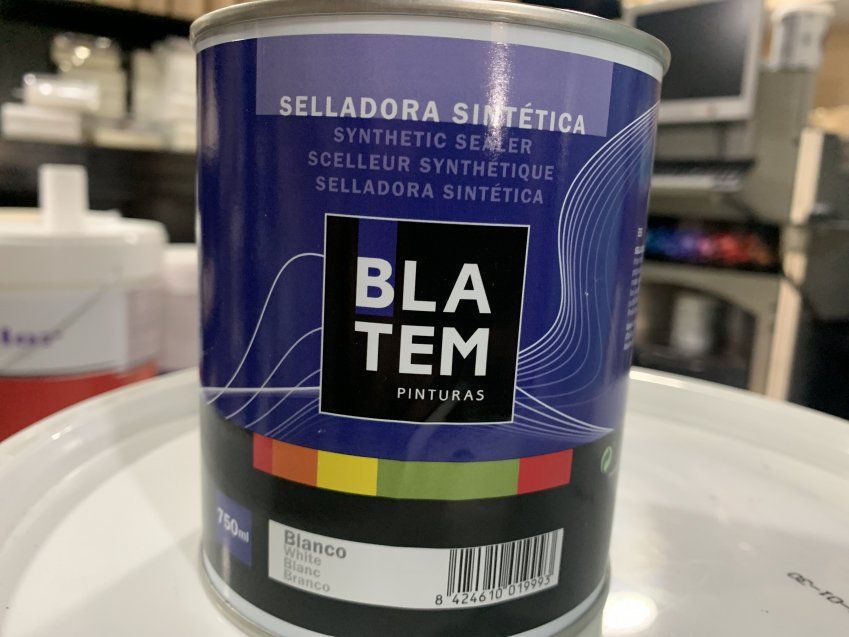 SELLADORA SINTÉTICA
SYNTHETIC SEALER
SCELLEUR SYNTHÉTIQUE
SELLADORA SINTÉTICA
BLA
TEM
PINTURAS
750ml
Blanco
White
Blanc
Branco
8 424610 019993